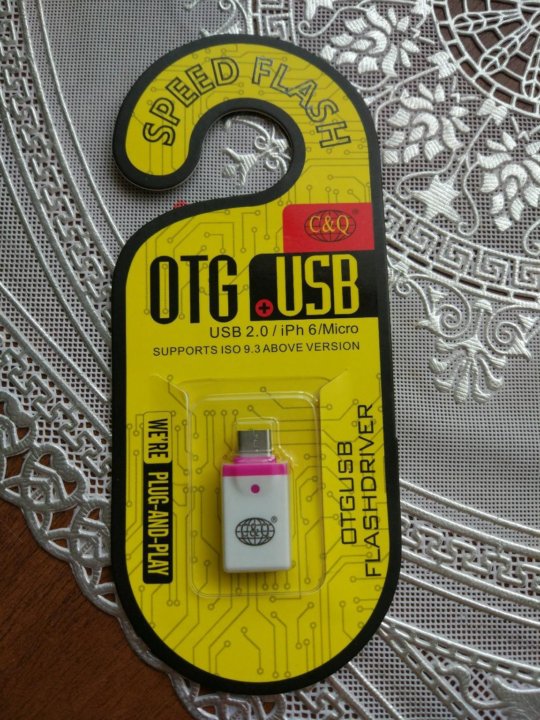 SPEED FLASH
C&Q®
OTG.USB
USB 2.0 / iPh 6/Micro
SUPPORTS ISO 9.3 ABOVE VERSION
WE'RE PLUG-AND-PLAY
OTGUSB
FLASHDRIVER
C&Q®